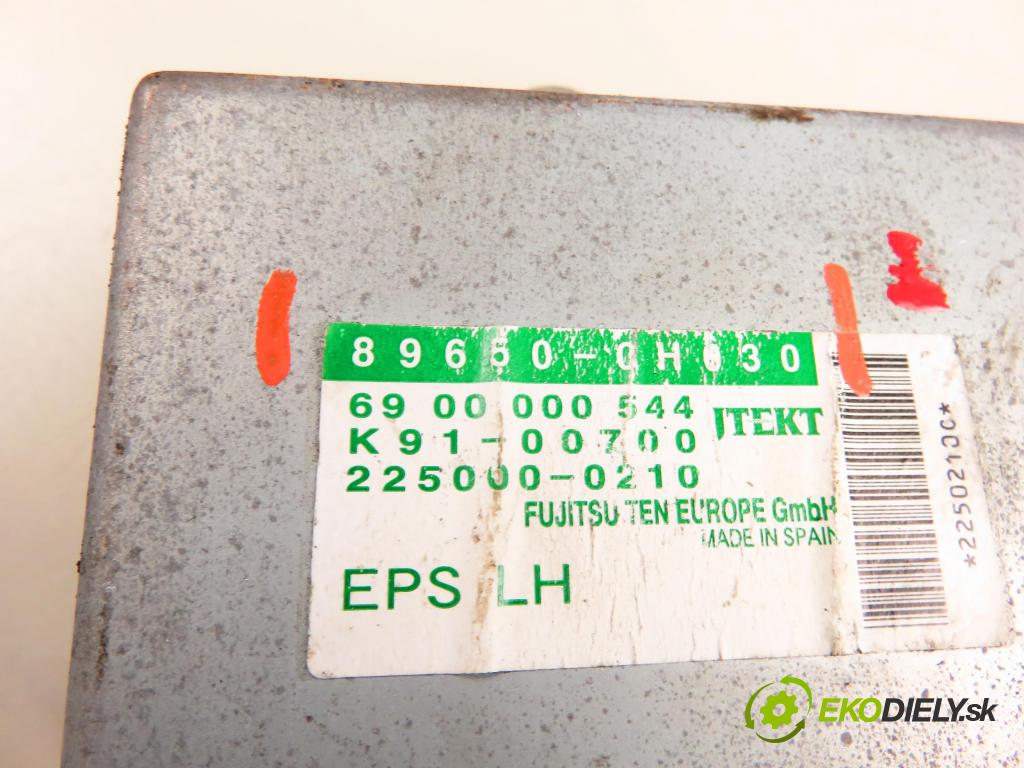 89650-0H030
69 00 000 544
JTEKT
K91-00700
225000-0210
FUJITSU TEN EUROPE GmbH
MADE IN SPAIN
EPS LH
*2250210C*
EKODIELY.sk